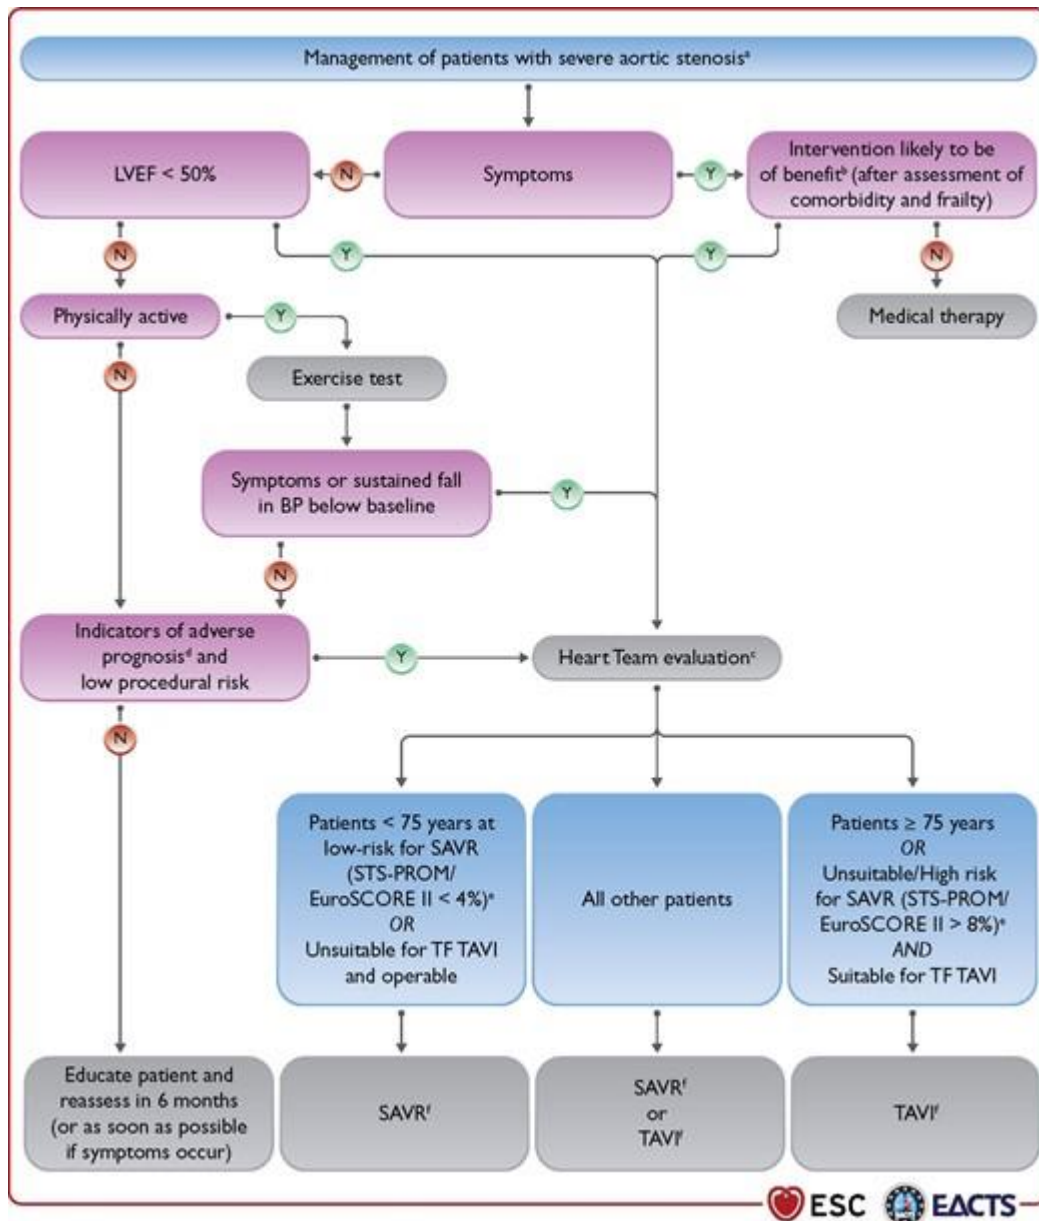 Management of patients with severe aortic stenosisᵃ
LVEF < 50%
N
Symptoms
Y
Intervention likely to be
of benefitᵇ (after assessment of
comorbidity and frailty)
N
Y
Y
N
Physically active
Y
Medical therapy
N
Exercise test
Symptoms or sustained fall
in BP below baseline
Y
N
Indicators of adverse
prognosisᵈ and
low procedural risk
Y
Heart Team evaluationᶜ
N
Patients < 75 years at
low-risk for SAVR
(STS-PROM/
EuroSCORE II < 4%)ᵉ
OR
Unsuitable for TF TAVI
and operable
All other patients
Patients ≥ 75 years
OR
Unsuitable/High risk
for SAVR (STS-PROM/
EuroSCORE II > 8%)ᵉ
AND
Suitable for TF TAVI
Educate patient and
reassess in 6 months
(or as soon as possible
if symptoms occur)
SAVRᶠ
SAVRᶠ
or
TAVIᶠ
TAVIᶠ
ESC
EACTS